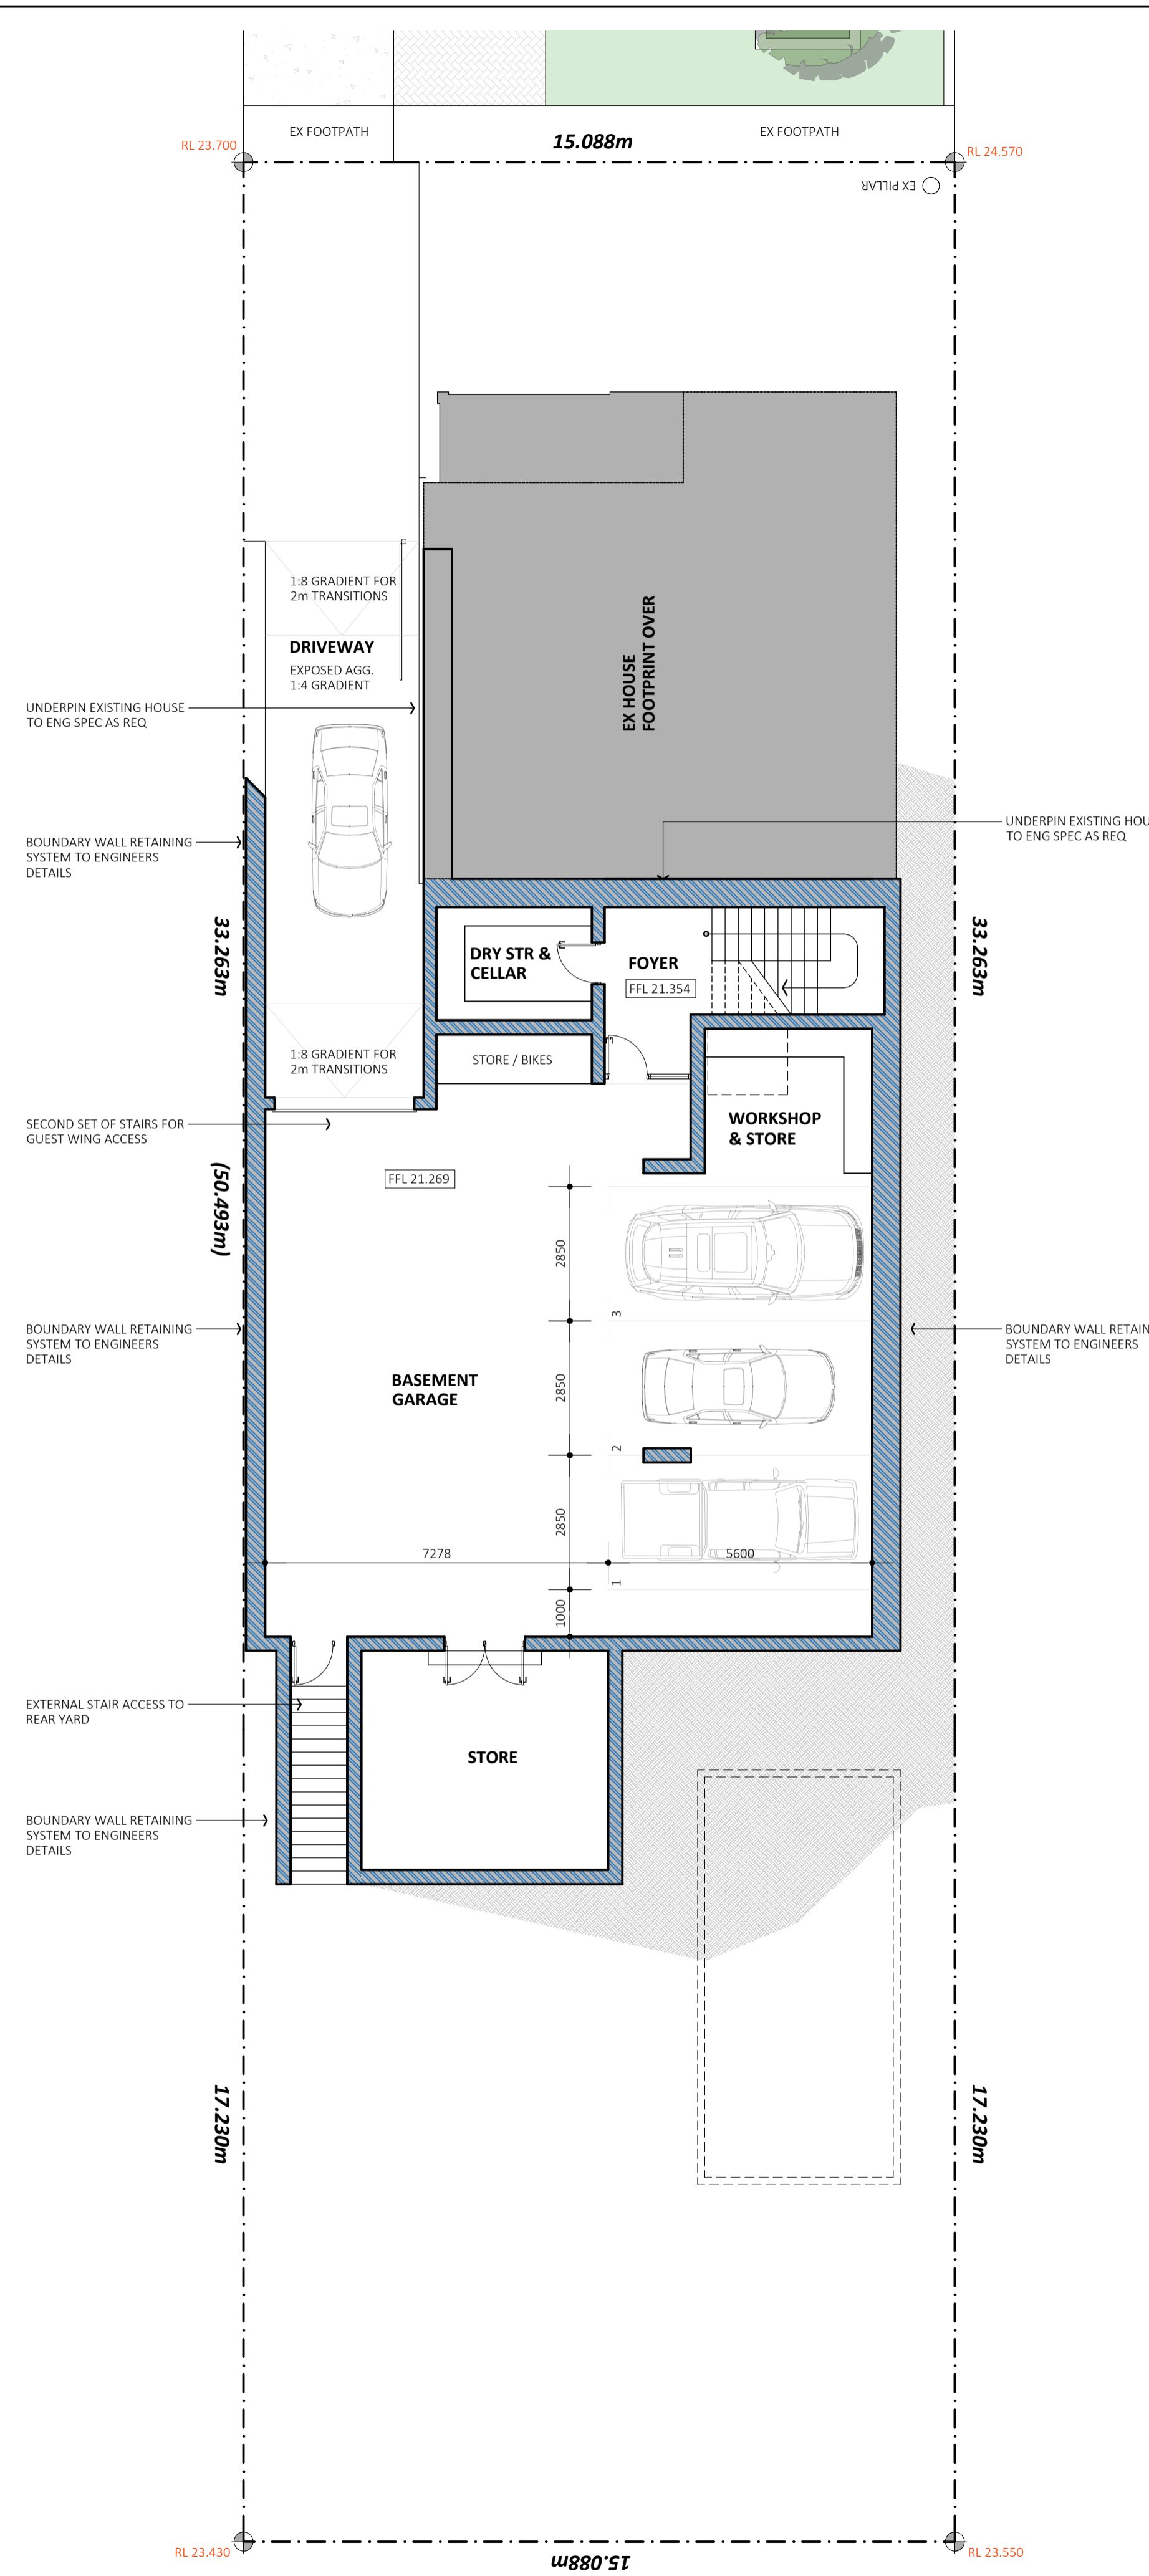 EX FOOTPATH
15.088m
EX FOOTPATH
RL 23.700
RL 24.570
EX PILLAR
1:8 GRADIENT FOR
2m TRANSITIONS
DRIVEWAY
EXPOSED AGG.
1:4 GRADIENT
EX HOUSE
FOOTPRINT OVER
UNDERPIN EXISTING HOUSE
TO ENG SPEC AS REQ
UNDERPIN EXISTING HOU
TO ENG SPEC AS REQ
BOUNDARY WALL RETAINING
SYSTEM TO ENGINEERS
DETAILS
33.263m
33.263m
DRY STR &
CELLAR
FOYER
FFL 21.354
1:8 GRADIENT FOR
2m TRANSITIONS
STORE / BIKES
SECOND SET OF STAIRS FOR
GUEST WING ACCESS
WORKSHOP
& STORE
FFL 21.269
(50.493m)
2850
3
BOUNDARY WALL RETAINING
SYSTEM TO ENGINEERS
DETAILS
BOUNDARY WALL RETAIN
SYSTEM TO ENGINEERS
DETAILS
BASEMENT
GARAGE
2850
2
2850
7278
5600
1
1000
EXTERNAL STAIR ACCESS TO
REAR YARD
STORE
BOUNDARY WALL RETAINING
SYSTEM TO ENGINEERS
DETAILS
17.230m
17.230m
RL 23.430
RL 23.550
15.088m